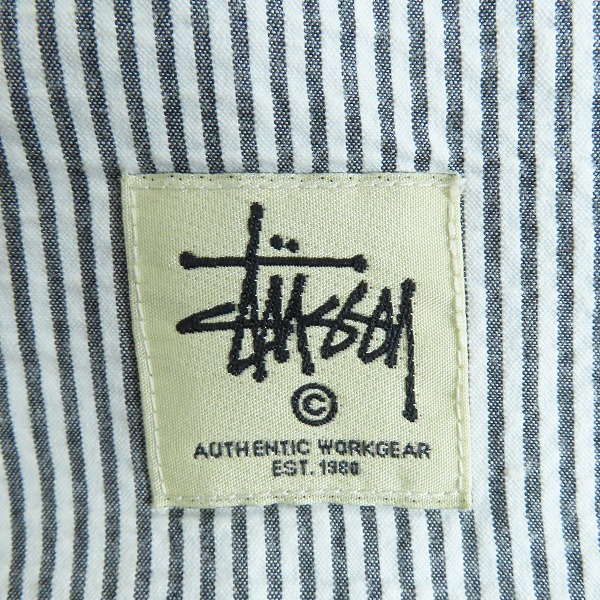 Stüssy
©
AUTHENTIC WORKGEAR
EST. 1980